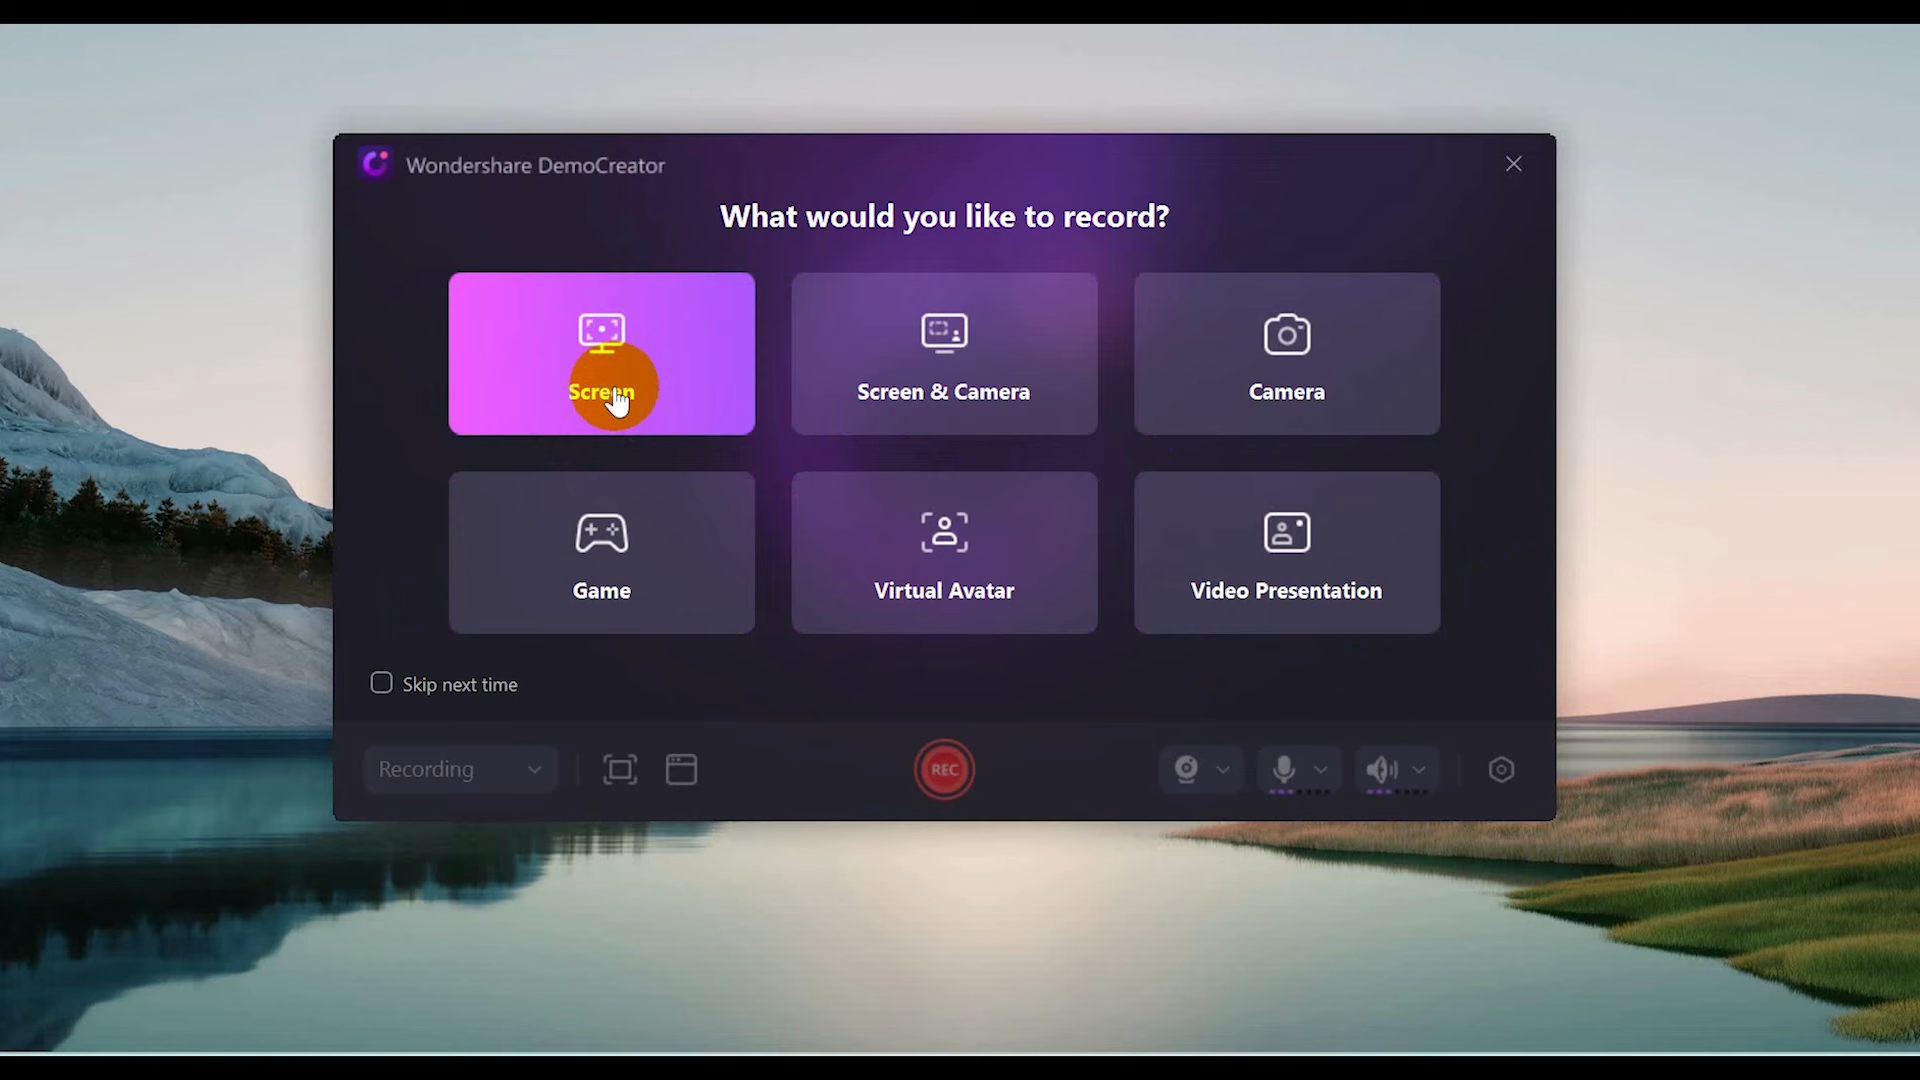 Wondershare DemoCreator
What would you like to record?
Screen
Screen & Camera
Camera
Game
Virtual Avatar
Video Presentation
Skip next time
Recording
REC